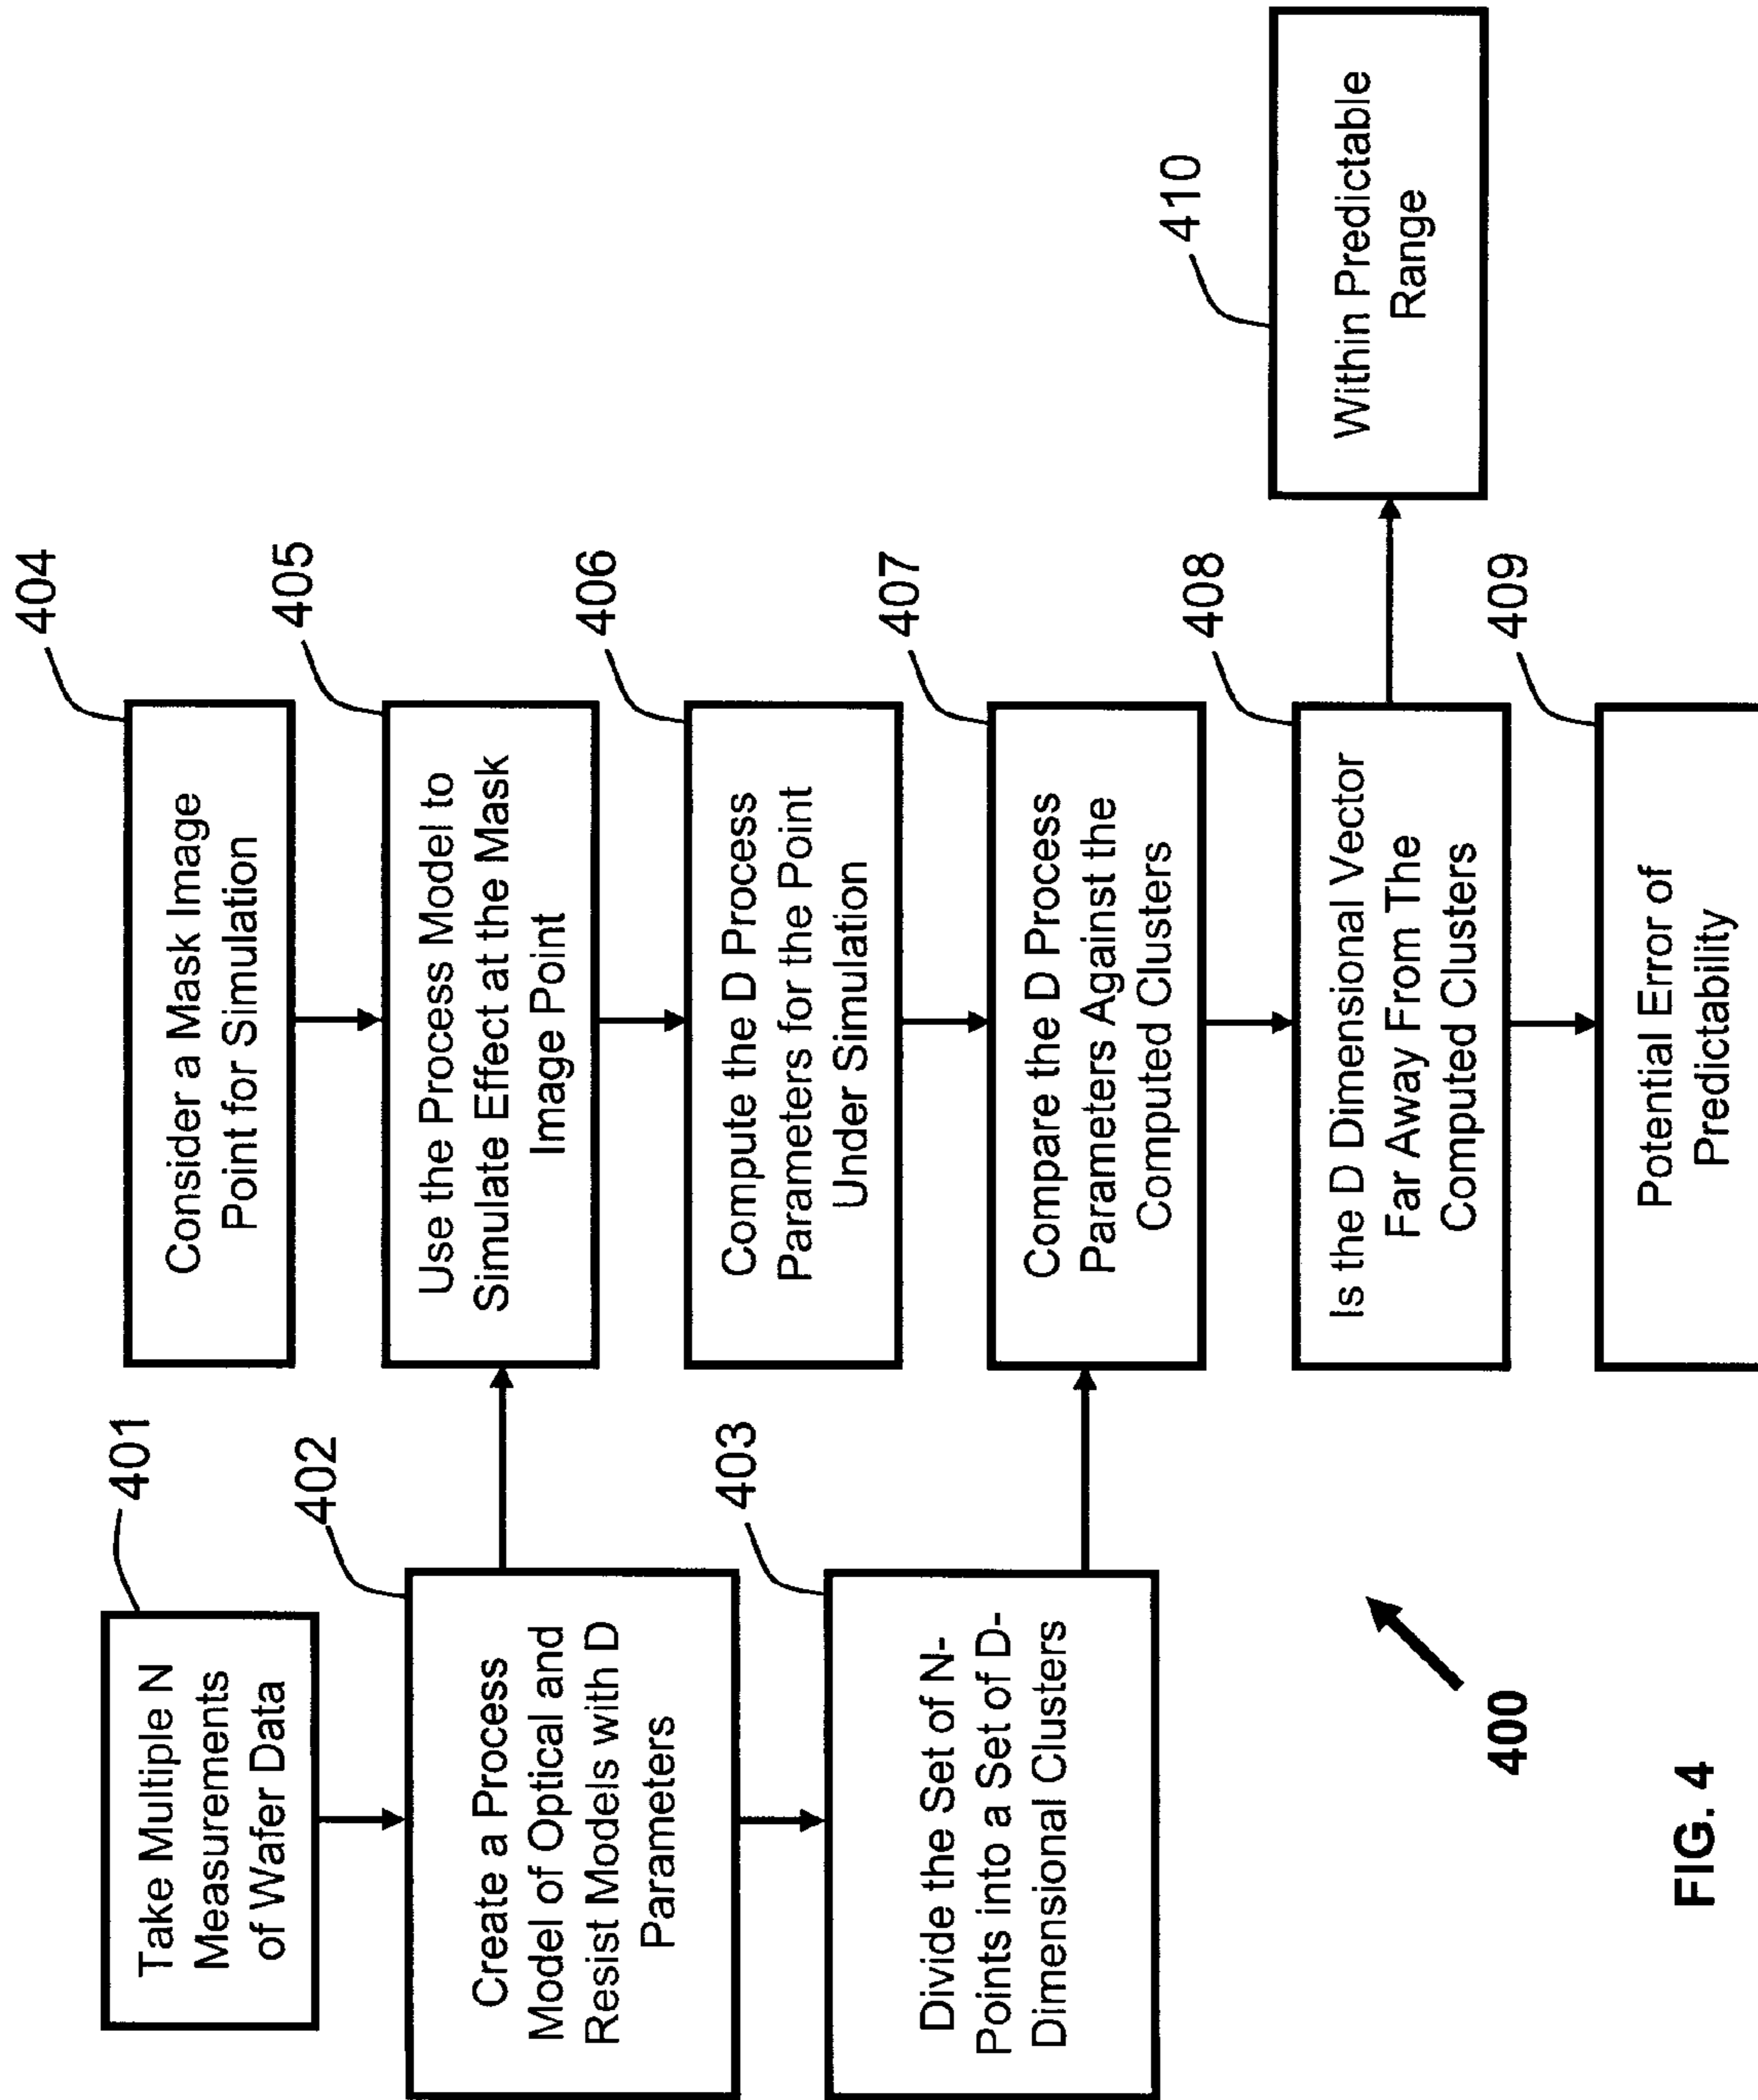 401
Take Multiple N
Measurements
of Wafer Data
402
Create a Process
Model of Optical and
Resist Models with D
Parameters
403
Divide the Set of N-
Points into a Set of D-
Dimensional Clusters
404
Consider a Mask Image
Point for Simulation
405
Use the Process Model to
Simulate Effect at the Mask
Image Point
406
Compute the D Process
Parameters for the Point
Under Simulation
407
Compare the D Process
Parameters Against the
Computed Clusters
408
Is the D Dimensional Vector
Far Away From The
Computed Clusters
409
Potential Error of
Predictability
410
Within Predictable
Range
400
FIG. 4